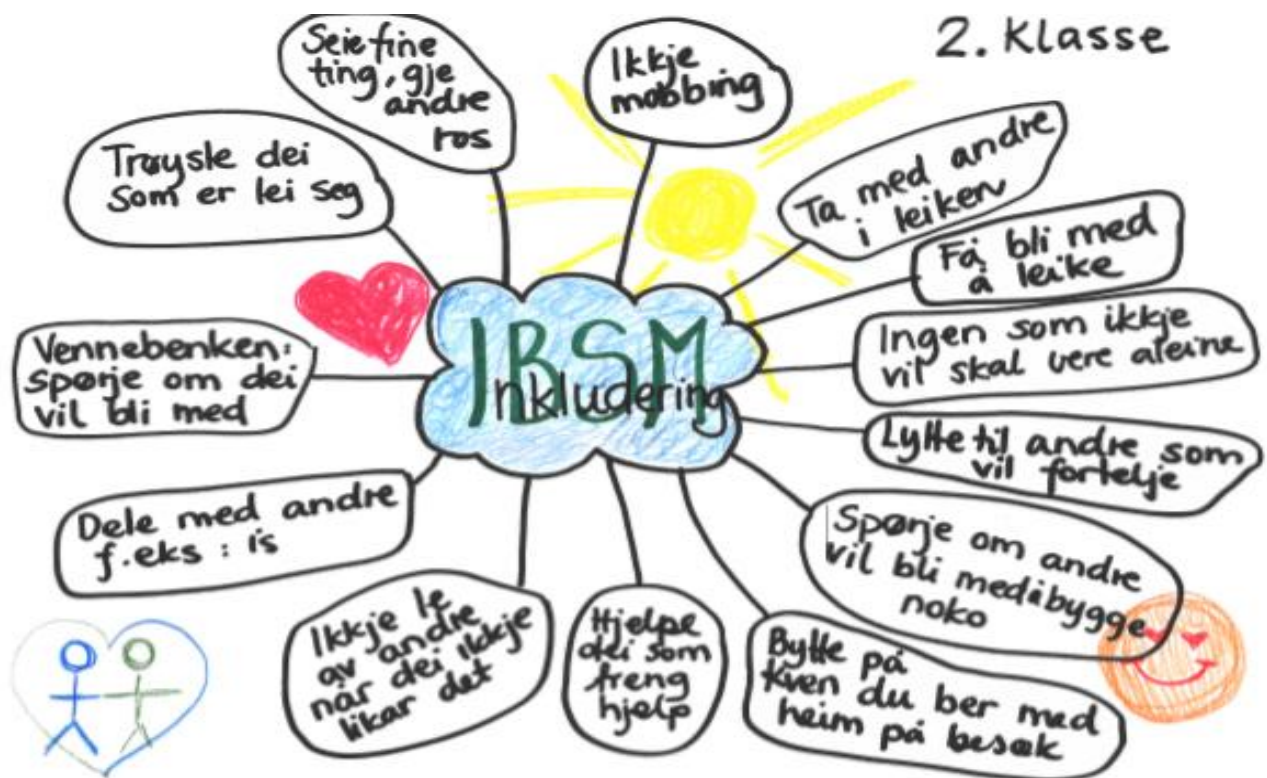 2. Klasse
Seie fine
ting, gje
andre
ros
Ikkje
mobbing
Trøyste dei
som er lei seg
Ta med andre
i leiken
Få bli med
å leike
Ingen som ikkje
vil skal vere aleine
Vennebenken:
spørje om dei
vil bli med
IBSM
Inkludering
Lytte til andre som
vil fortelje
Dele med andre
f.eks : is
Spørje om andre
vil bli med å bygge
noko
Ikkje le
av andre
når dei ikkje
likar det
Hjelpe
dei som
treng
hjelp
Bytte på
kven du ber med
heim på besøk